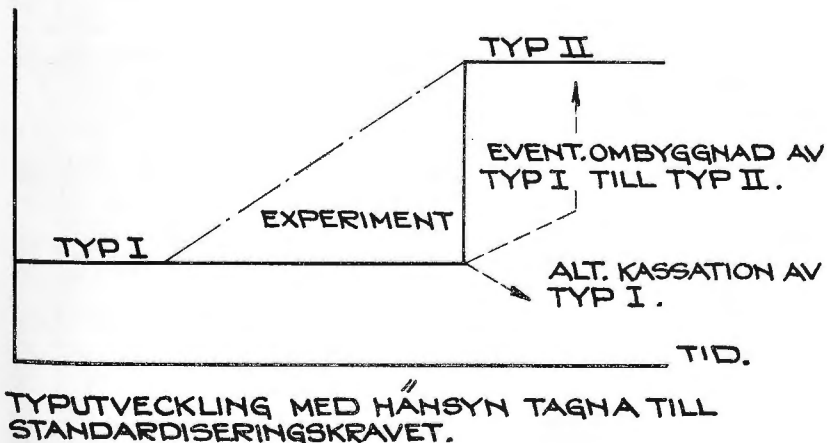 TYP II
EVENT. OMBYGGNAD AV
TYP I TILL TYP II.
EXPERIMENT
TYP I
ALT. KASSATION AV
TYP I.
TID.
TYPUTVECKLING MED HÄNSYN TAGNA TILL
STANDARDISERINGSKRAVET.